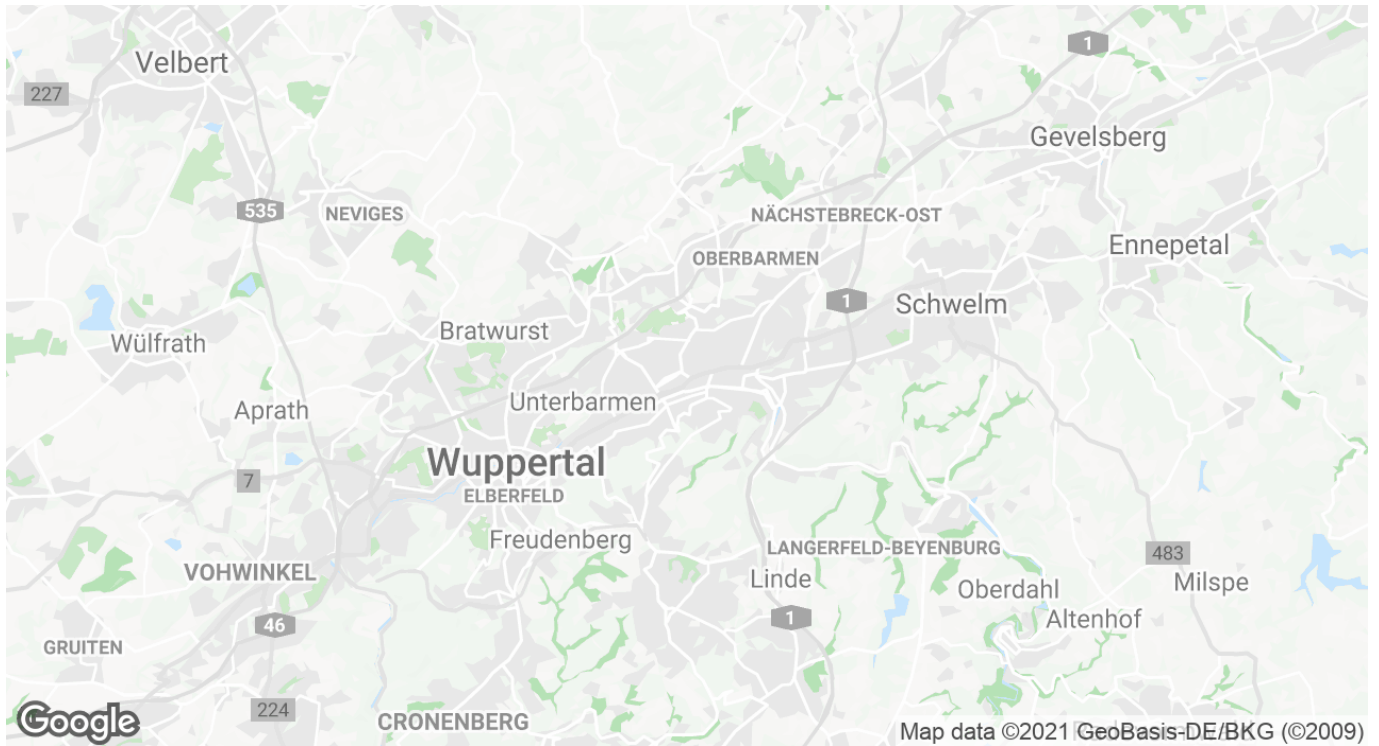 1
Velbert
227
Gevelsberg
535
NEVIGES
NÄCHSTEBRECK-OST
Ennepetal
OBERBARMEN
1
Schwelm
Bratwurst
Wülfrath
Aprath
Unterbarmen
Wuppertal
7
ELBERFELD
Freudenberg
LANGERFELD-BEYENBURG
483
VOHWINKEL
Linde
Milspe
Oberdahl
1
Altenhof
46
GRUITEN
224
CRONENBERG
Google
Map data ©2021 GeoBasis-DE/BKG (©2009)